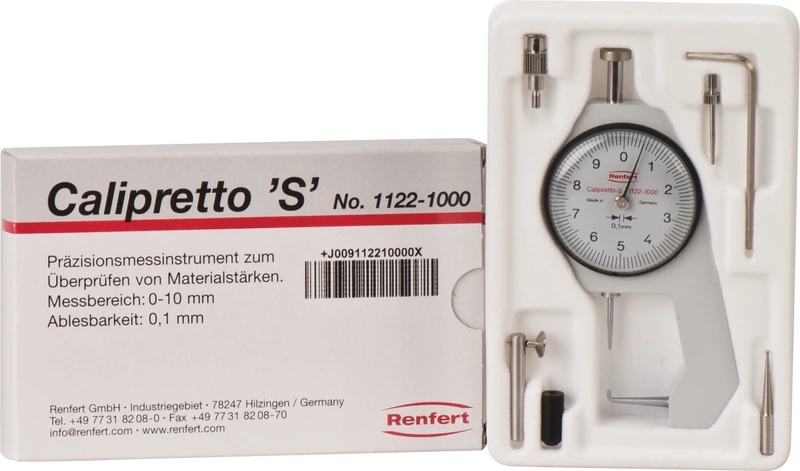 Calipretto 'S' No. 1122-1000
Präzisionsmessinstrument zum
Überprüfen von Materialstärken.
Messbereich: 0-10 mm
Ablesbarkeit: 0,1 mm
+J009112210000X
Renfert GmbH · Industriegebiet · 78247 Hilzingen / Germany
Tel. +49 77 31 82 08-0 · Fax +49 77 31 82 08-70
info@renfert.com · www.renfert.com
Renfert
0
1
2
3
4
5
6
7
8
9
Renfert
Calipretto-S 1122-1000
Made in Germany
0,1mm